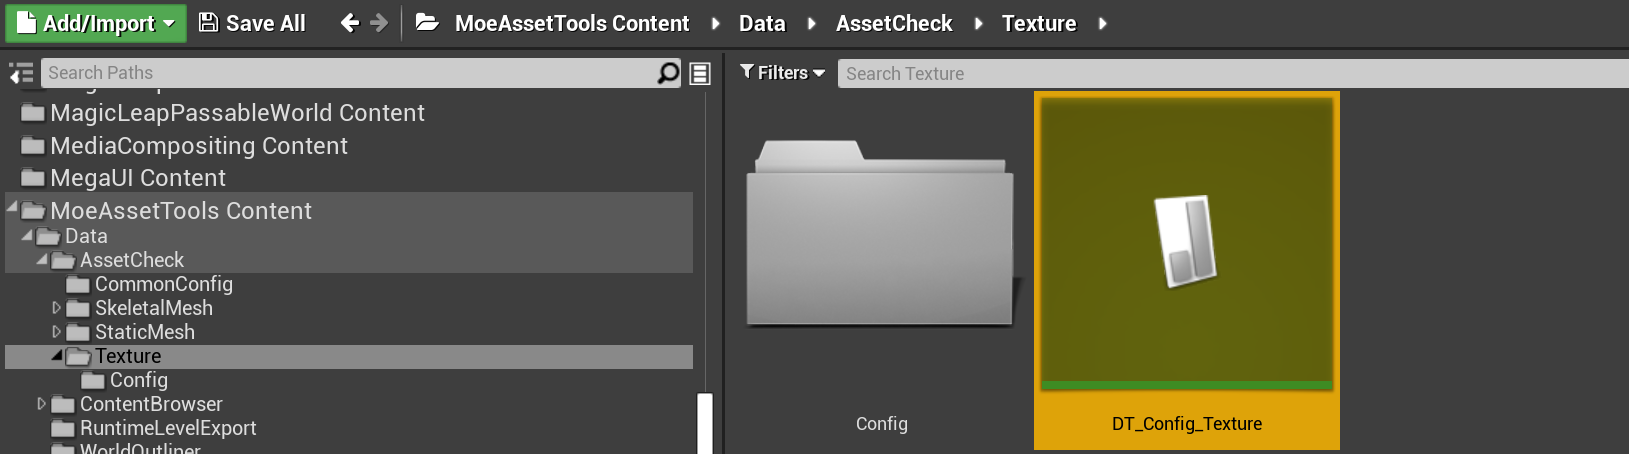 Add/Import Save All MoeAssetTools Content Data AssetCheck Texture
Search Paths
MagicLeapPassableWorld Content
MediaCompositing Content
MegaUI Content
MoeAssetTools Content
Data
AssetCheck
CommonConfig
SkeletalMesh
StaticMesh
Texture
Config
ContentBrowser
RuntimeLevelExport
WorldOutliner
Filters Search Texture
Config
DT_Config_Texture